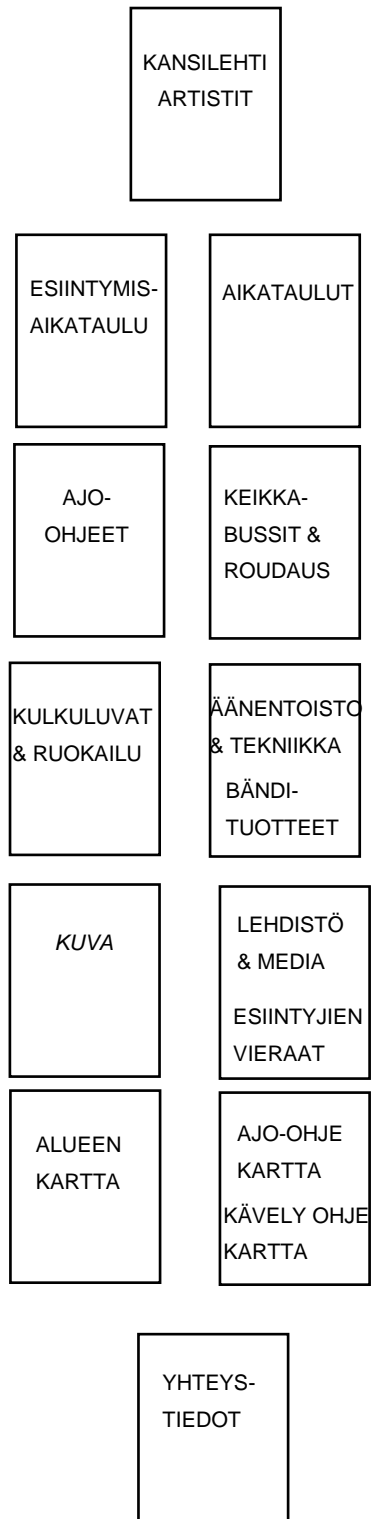 KANSILEHTI
ARTISTIT
ESIINTYMIS-
AIKATAULU
AIKATAULUT
AJO-
OHJEET
KEIKKA-
BUSSIT &
ROUDAUS
KULKULUVAT
& RUOKAILU
ÄÄNENTOISTO
& TEKNIIKKA
BÄNDI-
TUOTTEET
KUVA
LEHDISTÖ
& MEDIA
ESIINTYJIEN
VIERAAT
ALUEEN
KARTTA
AJO-OHJE
KARTTA
KÄVELY OHJE
KARTTA
YHTEYS-
TIEDOT